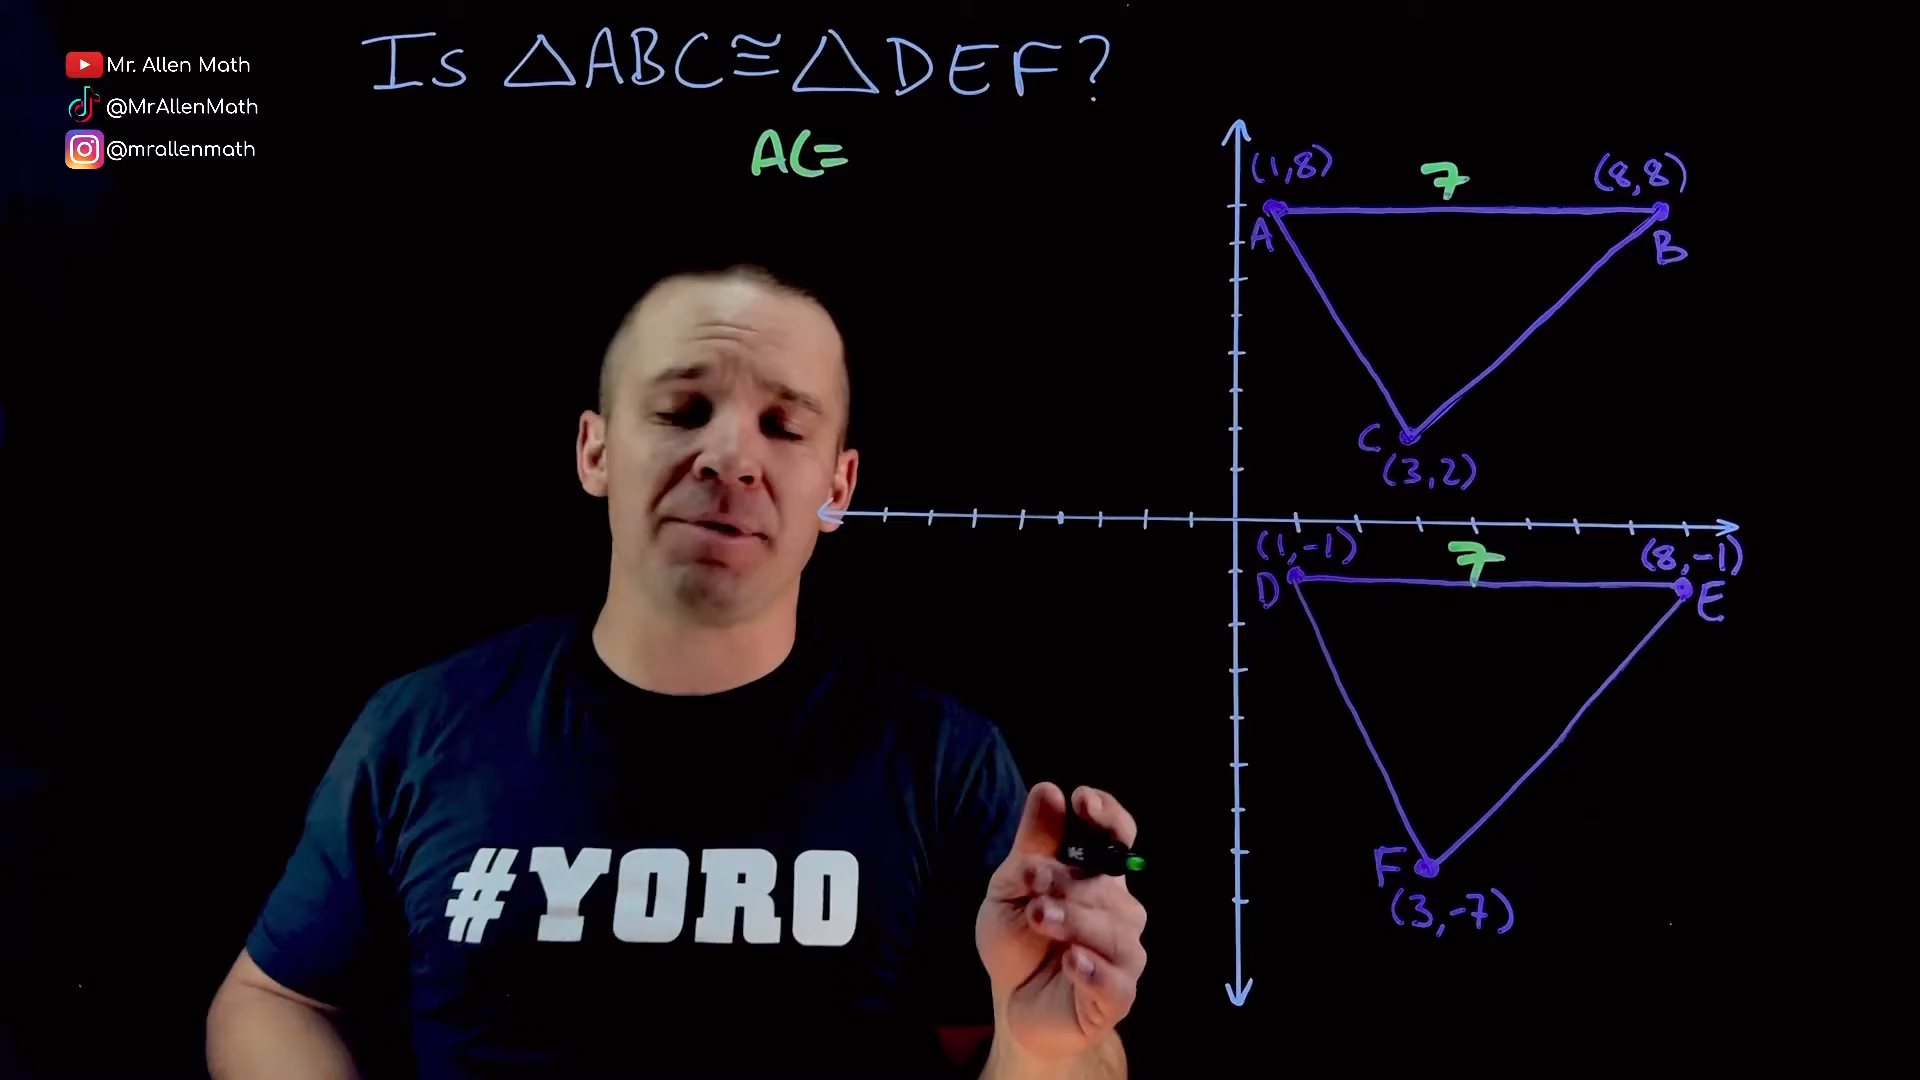 Is △ABC≅△DEF?
Mr. Allen Math
@MrAllenMath
@mrallenmath
AC=
(1,8)
7
(8,8)
A
B
C
(3,2)
(1,-1)
7
(8,-1)
D
E
F
(3,-7)
#YORO